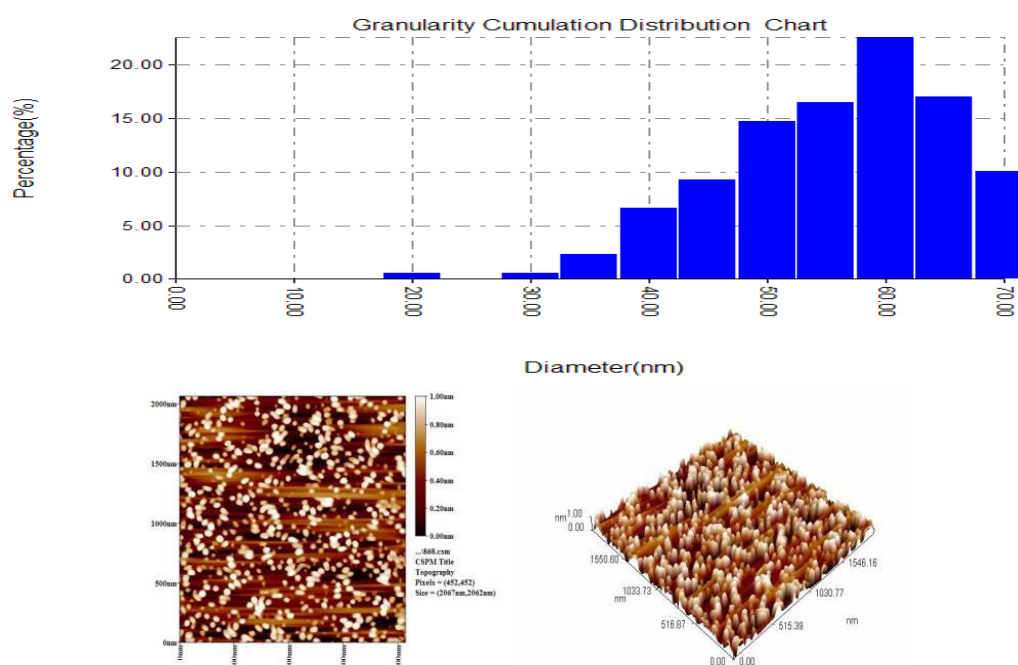 Granularity Cumulation Distribution Chart
Percentage(%)
20.00
15.00
10.00
5.00
0.00
0.00 10.00 20.00 30.00 40.00 50.00 60.00 70.00
Diameter(nm)
2000nm
1500nm
1000nm
500nm
0nm
1.00nm
0.80nm
0.60nm
0.40nm
0.20nm
0.00nm
...\868.csm
CSPM Title
Topography
Pixels = (452,452)
Size = (2067nm,2062nm)
0nm
nm 1.00
0.00
1550.60
1033.73
nm
516.87
0.00
0.00
515.39
nm
1030.77
1546.16